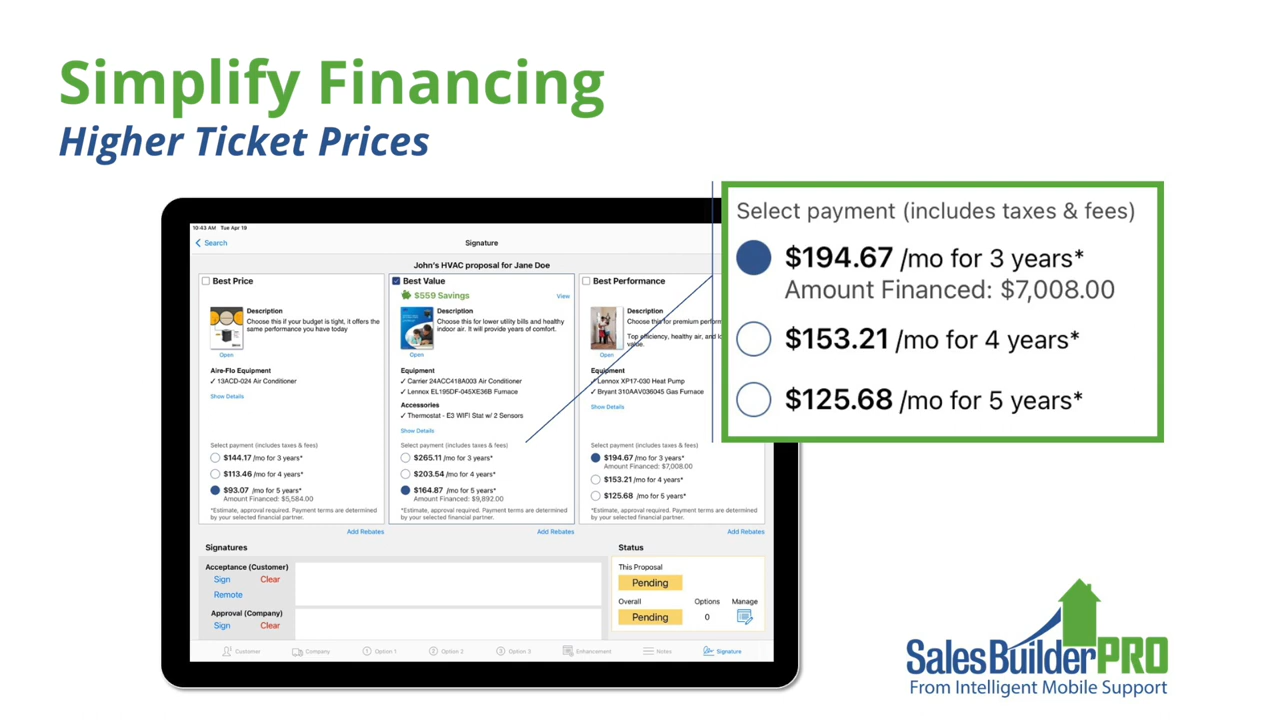 Simplify Financing
Higher Ticket Prices
10:43 AM Tue Apr 19
Search
Signature
John's HVAC proposal for Jane Doe
Best Price
Description
Choose this if your budget is tight, it offers the
same performance you have today
Open
Aire-Flo Equipment
✓ 13ACD-024 Air Conditioner
Show Details
Select payment (includes taxes & fees)
$144.17 /mo for 3 years*
$113.46 /mo for 4 years*
$93.07 /mo for 5 years*
Amount Financed: $5,584.00
*Estimate, approval required. Payment terms are determined
by your selected financial partner.
Add Rebates
Best Value
$559 Savings
View
Description
Choose this for lower utility bills and healthy
indoor air. It will provide years of comfort.
Open
Equipment
✓ Carrier 24ACC418A003 Air Conditioner
✓ Lennox EL195DF-045XE36B Furnace
Accessories
✓ Thermostat - E3 WIFI Stat w/ 2 Sensors
Show Details
Select payment (includes taxes & fees)
$265.11 /mo for 3 years*
$203.54 /mo for 4 years*
$164.87 /mo for 5 years*
Amount Financed: $9,892.00
*Estimate, approval required. Payment terms are determined
by your selected financial partner.
Add Rebates
Best Performance
Description
Choose this for premium
Top efficiency, healthy air, and
value.
Open
Equipment
✓ Lennox XP17-030 Heat Pump
✓ Bryant 310AAV036045 Gas Furnace
Show Details
Select payment (includes taxes & fees)
$194.67 /mo for 3 years*
Amount Financed: $7,008.00
$153.21 /mo for 4 years*
$125.68 /mo for 5 years*
*Estimate, approval required. Payment terms are determined
by your selected financial partner.
Add Rebates
Select payment (includes taxes & fees)
$194.67 /mo for 3 years*
Amount Financed: $7,008.00
$153.21 /mo for 4 years*
$125.68 /mo for 5 years*
Signatures
Acceptance (Customer)
Sign Clear
Remote
Approval (Company)
Sign Clear
Status
This Proposal
Pending
Overall Options Manage
Pending 0
Customer Company 1 Option 1 2 Option 2 3 Option 3 Enhancement Notes Signature
SalesBuilderPRO
From Intelligent Mobile Support